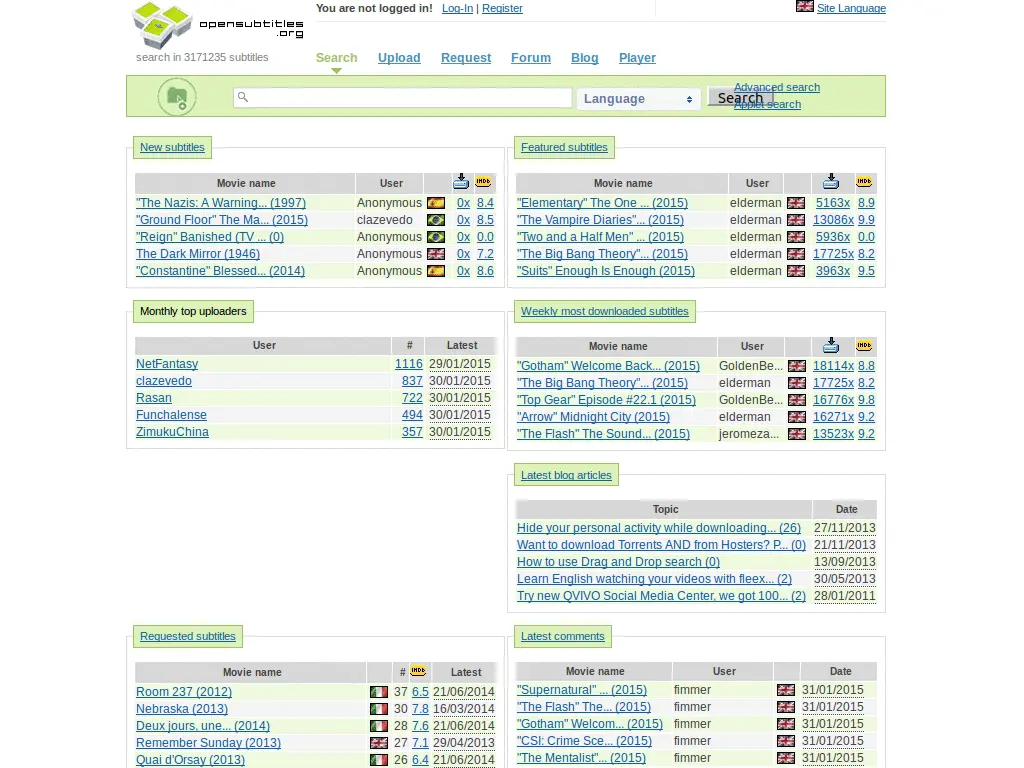 You are not logged in! Log-In | Register
Site Language
opensubtitles
.org
search in 3171235 subtitles
Search Upload Request Forum Blog Player
Language
Search
Advanced search
Applet search
New subtitles
Movie name User IMDb
"The Nazis: A Warning... (1997) Anonymous 0x 8.4
"Ground Floor" The Ma... (2015) clazevedo 0x 8.5
"Reign" Banished (TV ... (0) Anonymous 0x 0.0
The Dark Mirror (1946) Anonymous 0x 7.2
"Constantine" Blessed... (2014) Anonymous 0x 8.6
Featured subtitles
Movie name User IMDb
"Elementary" The One ... (2015) elderman 5163x 8.9
"The Vampire Diaries"... (2015) elderman 13086x 9.9
"Two and a Half Men" ... (2015) elderman 5936x 0.0
"The Big Bang Theory"... (2015) elderman 17725x 8.2
"Suits" Enough Is Enough (2015) elderman 3963x 9.5
Monthly top uploaders
User # Latest
NetFantasy 1116 29/01/2015
clazevedo 837 30/01/2015
Rasan 722 30/01/2015
Funchalense 494 30/01/2015
ZimukuChina 357 30/01/2015
Weekly most downloaded subtitles
Movie name User IMDb
"Gotham" Welcome Back... (2015) GoldenBe... 18114x 8.8
"The Big Bang Theory"... (2015) elderman 17725x 8.2
"Top Gear" Episode #22.1 (2015) GoldenBe... 16776x 9.8
"Arrow" Midnight City (2015) elderman 16271x 9.2
"The Flash" The Sound... (2015) jeromeza... 13523x 9.2
Latest blog articles
Topic Date
Hide your personal activity while downloading... (26) 27/11/2013
Want to download Torrents AND from Hosters? P... (0) 21/11/2013
How to use Drag and Drop search (0) 13/09/2013
Learn English watching your videos with fleex... (2) 30/05/2013
Try new QVIVO Social Media Center, we got 100... (2) 28/01/2011
Requested subtitles
Movie name # IMDb Latest
Room 237 (2012) 37 6.5 21/06/2014
Nebraska (2013) 30 7.8 16/03/2014
Deux jours, une... (2014) 28 7.6 21/06/2014
Remember Sunday (2013) 27 7.1 29/04/2013
Quai d'Orsay (2013) 26 6.4 21/06/2014
Latest comments
Movie name User Date
"Supernatural" ... (2015) fimmer 31/01/2015
"The Flash" The... (2015) fimmer 31/01/2015
"Gotham" Welcom... (2015) fimmer 31/01/2015
"CSI: Crime Sce... (2015) fimmer 31/01/2015
"The Mentalist"... (2015) fimmer 31/01/2015